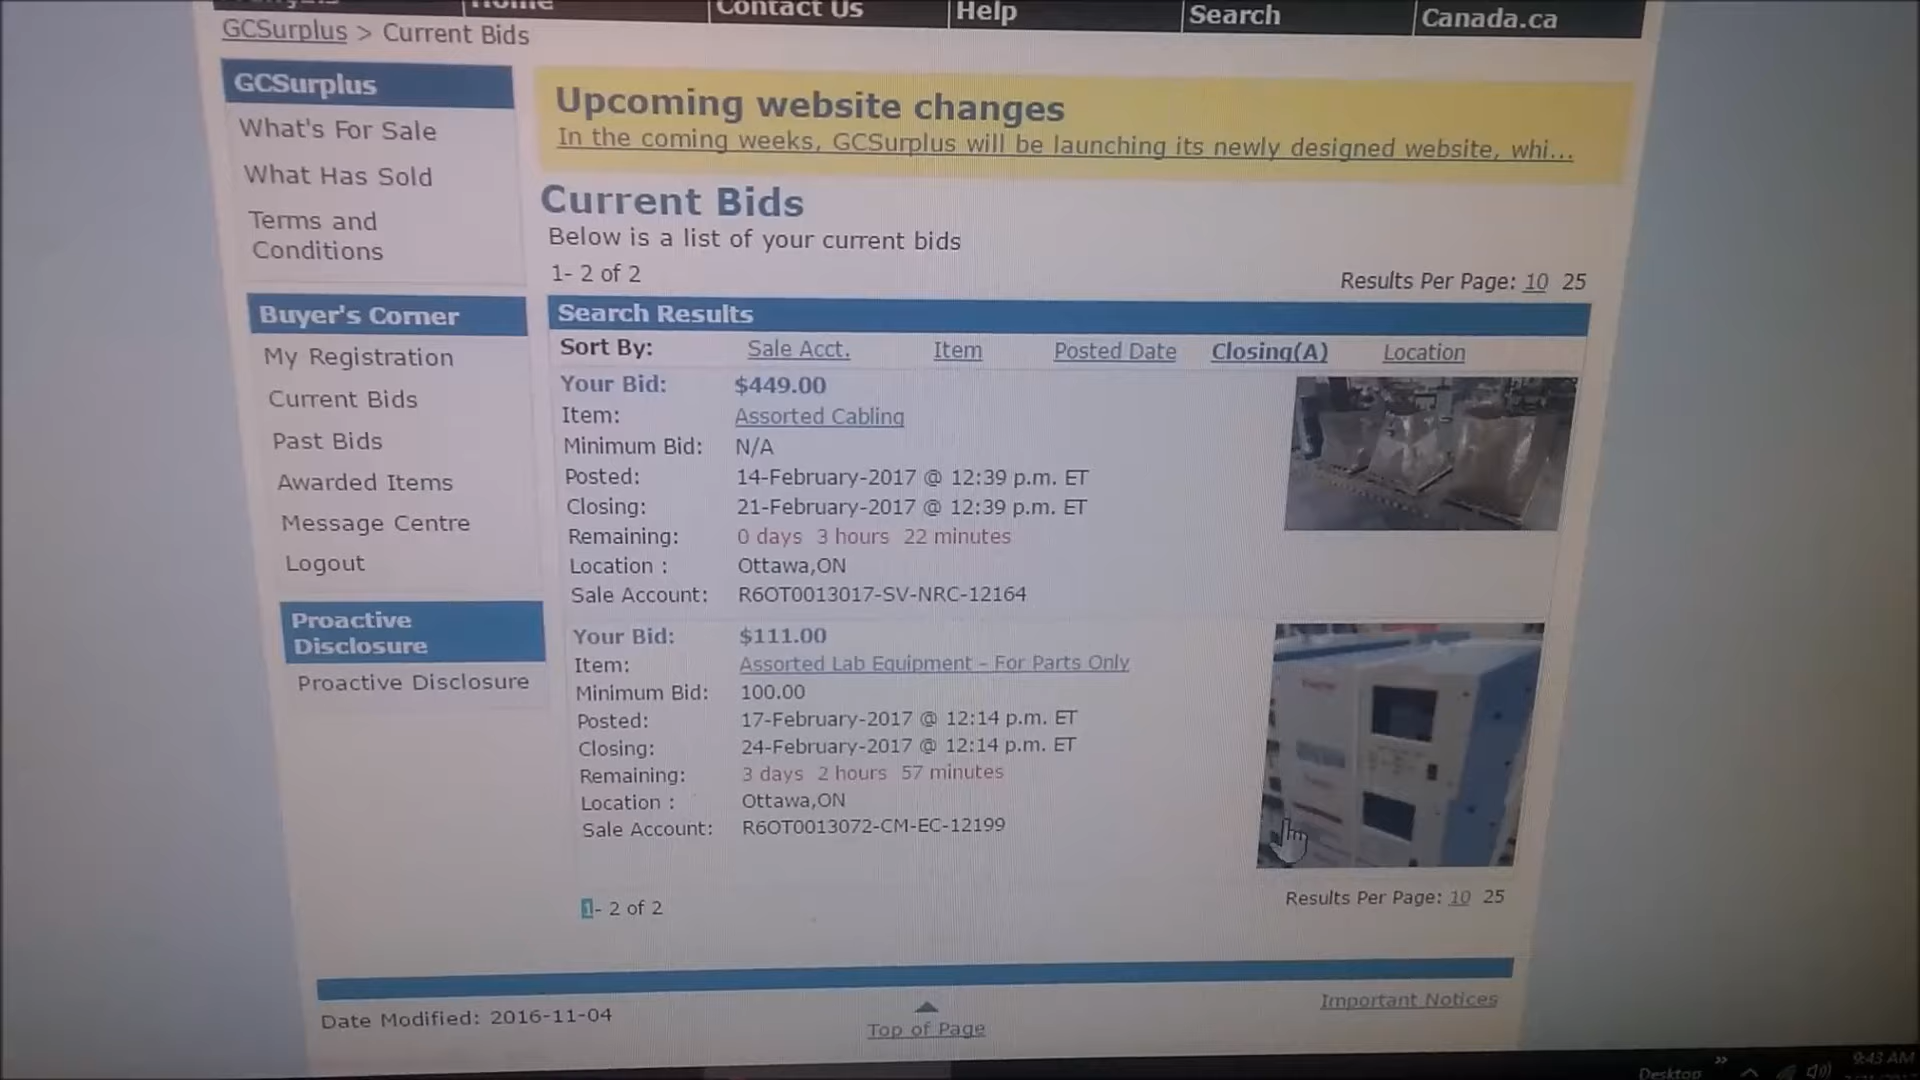 Home
Contact Us
Help
Search
Canada.ca
GCSurplus > Current Bids
GCSurplus
What's For Sale
What Has Sold
Terms and
Conditions
Buyer's Corner
My Registration
Current Bids
Past Bids
Awarded Items
Message Centre
Logout
Proactive
Disclosure
Proactive Disclosure
Upcoming website changes
In the coming weeks, GCSurplus will be launching its newly designed website, whi...
Current Bids
Below is a list of your current bids
1- 2 of 2
Results Per Page: 10 25
Search Results
Sort By: Sale Acct. Item Posted Date Closing(A) Location
Your Bid: $449.00
Item: Assorted Cabling
Minimum Bid: N/A
Posted: 14-February-2017 @ 12:39 p.m. ET
Closing: 21-February-2017 @ 12:39 p.m. ET
Remaining: 0 days 3 hours 22 minutes
Location : Ottawa,ON
Sale Account: R6OT0013017-SV-NRC-12164
Your Bid: $111.00
Item: Assorted Lab Equipment - For Parts Only
Minimum Bid: 100.00
Posted: 17-February-2017 @ 12:14 p.m. ET
Closing: 24-February-2017 @ 12:14 p.m. ET
Remaining: 3 days 2 hours 57 minutes
Location : Ottawa,ON
Sale Account: R6OT0013072-CM-EC-12199
1- 2 of 2
Results Per Page: 10 25
Date Modified: 2016-11-04
Top of Page
Important Notices
Desktop
9:43 AM